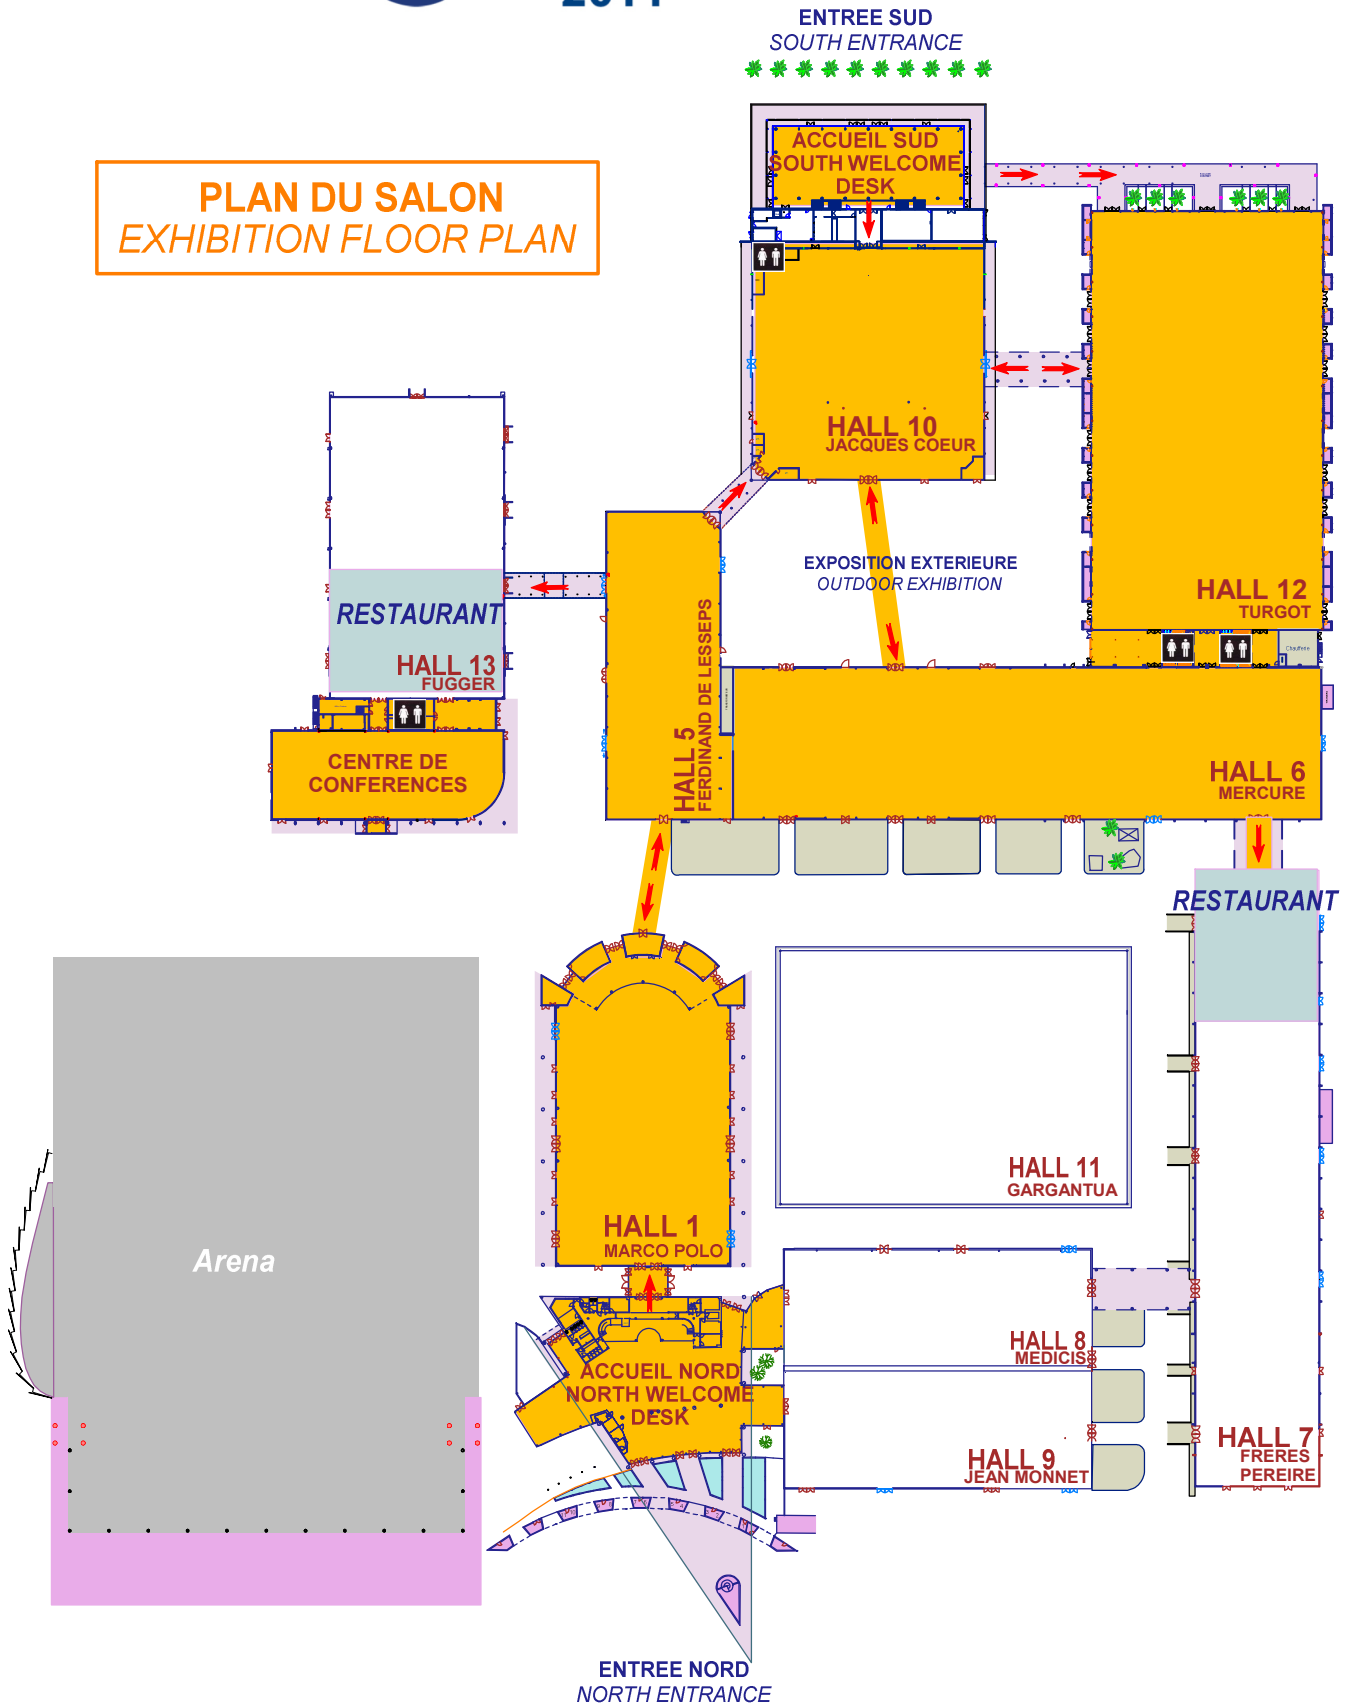 ENTREE SUD
SOUTH ENTRANCE
ACCUEIL SUD
SOUTH WELCOME
DESK
PLAN DU SALON
EXHIBITION FLOOR PLAN
HALL 10
JACQUES COEUR
EXPOSITION EXTERIEURE
OUTDOOR EXHIBITION
HALL 12
TURGOT
Chaufferie
RESTAURANT
HALL 13
FUGGER
HALL 5
FERDINAND DE LESSEPS
CENTRE DE
CONFERENCES
HALL 6
MERCURE
RESTAURANT
HALL 11
GARGANTUA
HALL 1
MARCO POLO
Arena
HALL 8
MEDICIS
ACCUEIL NORD
NORTH WELCOME
DESK
HALL 9
JEAN MONNET
HALL 7
FRERES
PEREIRE
ENTREE NORD
NORTH ENTRANCE